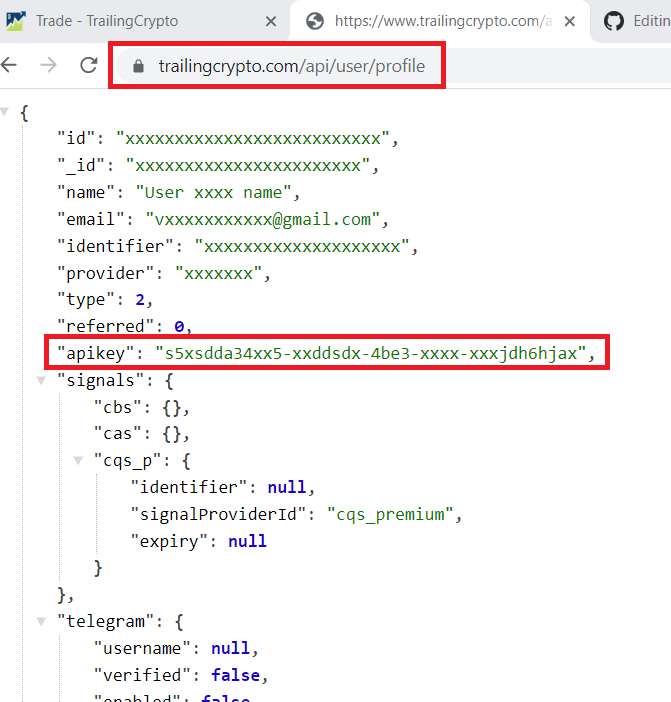 Trade - TrailingCrypto
https://www.trailingcrypto.com/a
Editin
trailingcrypto.com/api/user/profile
{
"id": "xxxxxxxxxxxxxxxxxxxxxxxxxx",
"_id": "xxxxxxxxxxxxxxxxxxxxxxx",
"name": "User xxxx name",
"email": "vxxxxxxxxxxx@gmail.com",
"identifier": "xxxxxxxxxxxxxxxxxxxx",
"provider": "xxxxxxx",
"type": 2,
"referred": 0,
"apikey": "s5xsdda34xx5-xxddsdx-4be3-xxxx-xxxjdh6hjax",
"signals": {
"cbs": {},
"cas": {},
"cqs_p": {
"identifier": null,
"signalProviderId": "cqs_premium",
"expiry": null
}
},
"telegram": {
"username": null,
"verified": false,
"enabled": false